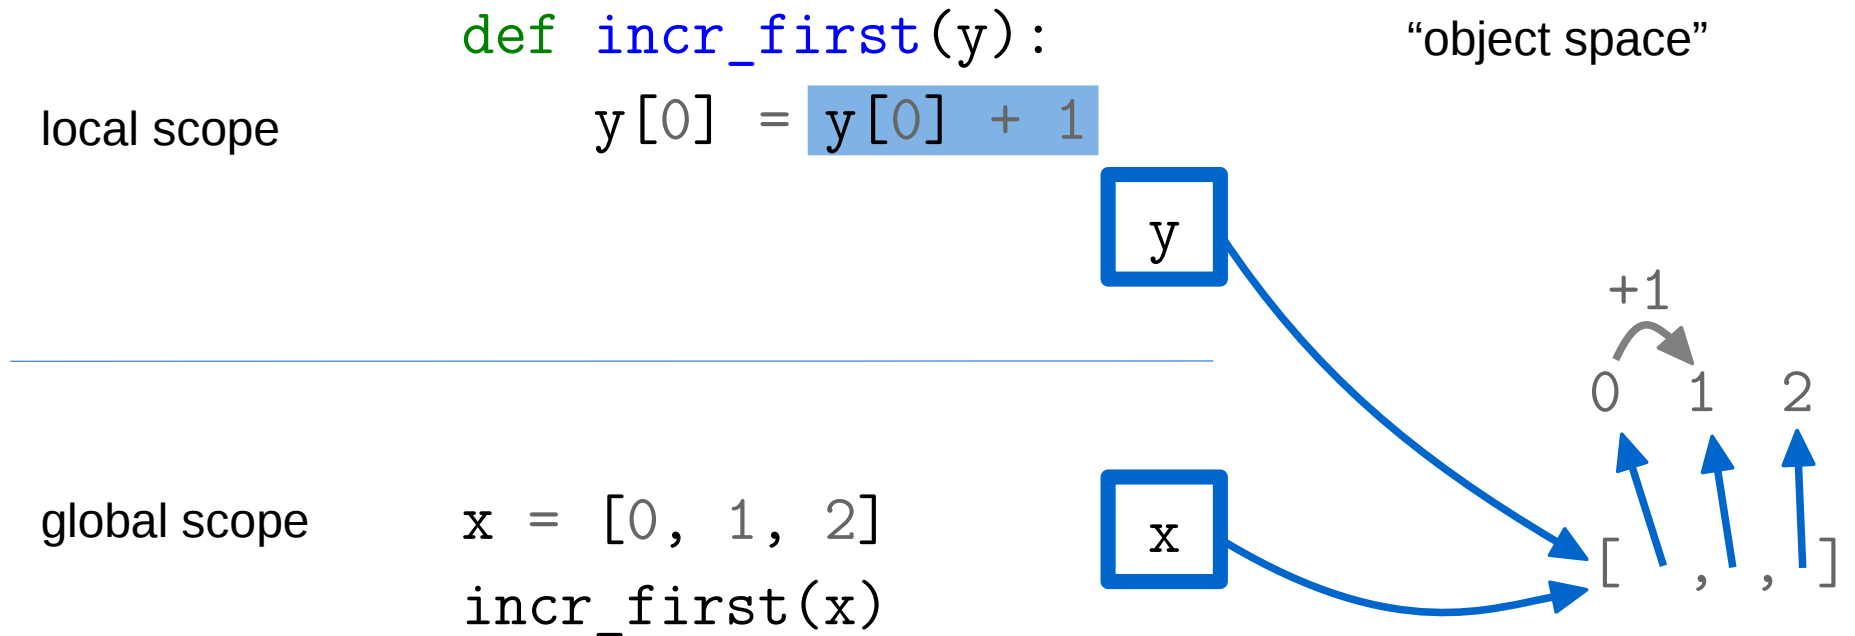 def incr_first(y):
“object space”
local scope
y[0] = y[0] + 1
y
+1
0 1 2
global scope
x = [0, 1, 2]
x
[ , , ]
incr_first(x)